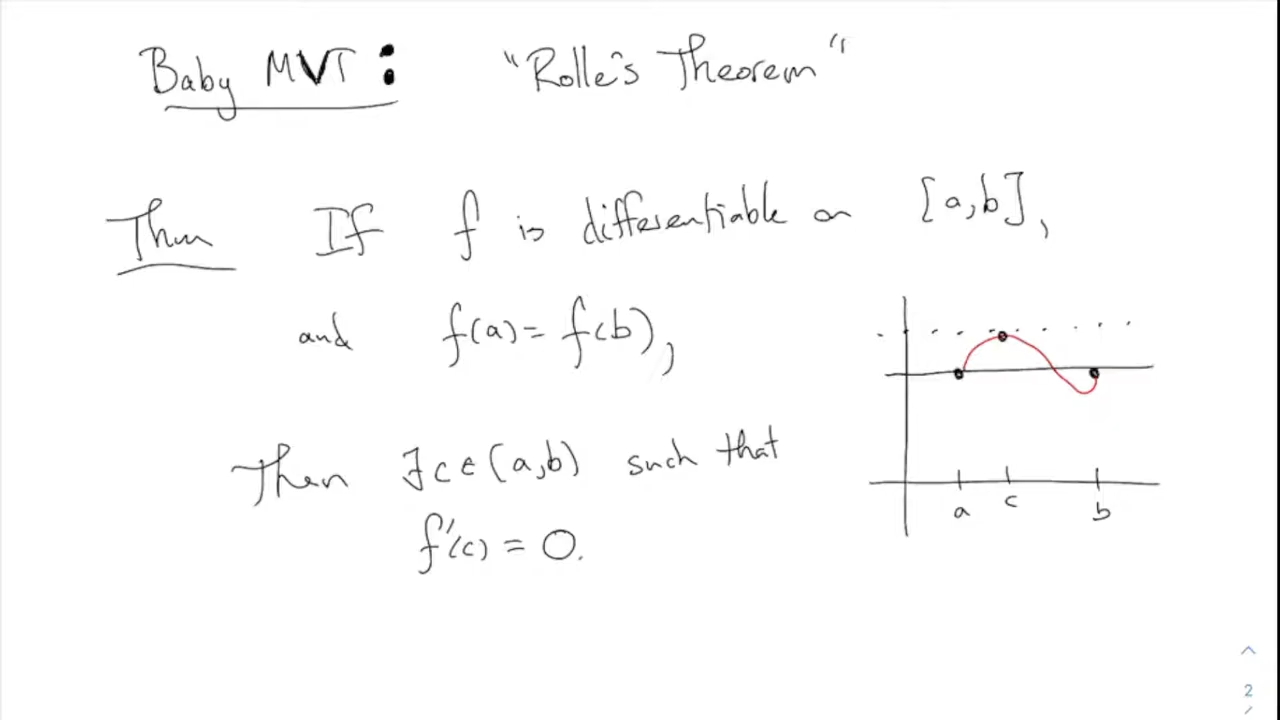 Baby MVT: "Rolle's Theorem"
Thm If f is differentiable on [a,b],
and f(a) = f(b),
Then ∃c∈(a,b) such that
f'(c) = 0.
a c b
2